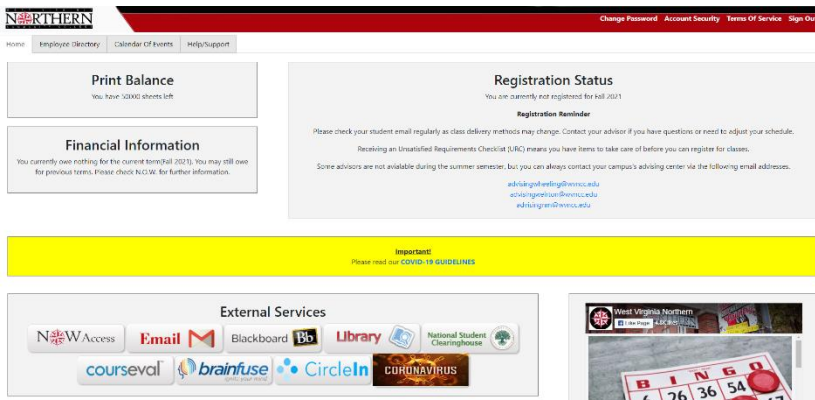 NORTHERN
Change Password Account Security Terms Of Service Sign Out
Home Employee Directory Calendar Of Events Help/Support
Print Balance
You have 50000 sheets left
Financial Information
You currently owe nothing for the current term(Fall 2021). You may still owe
for previous terms. Please check N.O.W. for further information.
Registration Status
You are currently not registered for Fall 2021
Registration Reminder
Please check your student email regularly as class delivery methods may change. Contact your advisor if you have questions or need to adjust your schedule.
Receiving an Unsatisfied Requirements Checklist (URC) means you have items to take care of before you can register for classes.
Some advisors are not avialable during the summer semester, but you can always contact your campus's advising center via the following email addresses.
advisingwheeling@wvncc.edu
advisingweirton@wvncc.edu
advisingnm@wvncc.edu
Important!
Please read our COVID-19 GUIDELINES
External Services
NOWAccess Email Blackboard Bb Library National Student Clearinghouse
courseval brainfuse CircleIn CORONAVIRUS
West Virginia Northern
Like Page
BINGO
6 26 36 54